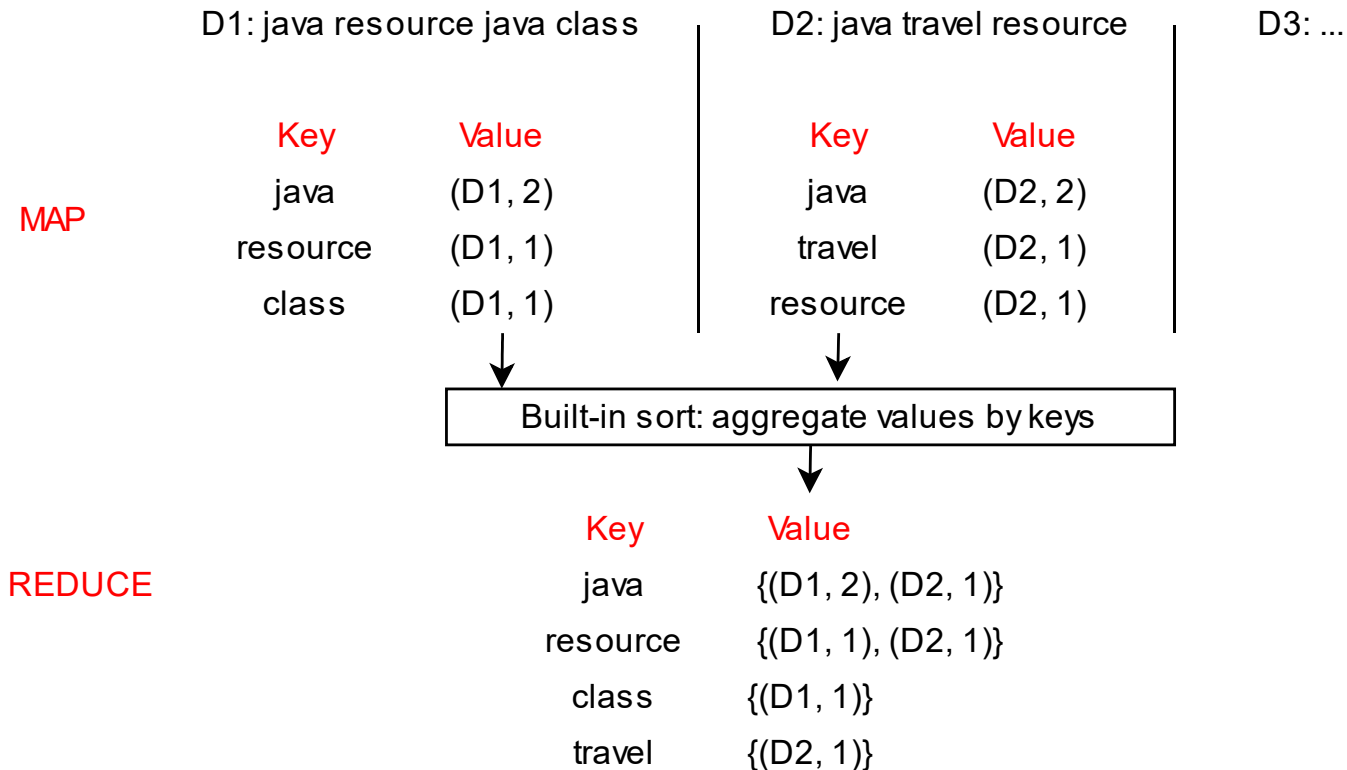 D1: java resource java class D2: java travel resource D3: ...
Key Value Key Value
java (D1, 2) java (D2, 2)
MAP
resource (D1, 1) travel (D2, 1)
class (D1, 1) resource (D2, 1)
Built-in sort: aggregate values by keys
Key Value
REDUCE java {(D1, 2), (D2, 1)}
resource {(D1, 1), (D2, 1)}
class {(D1, 1)}
travel {(D2, 1)}